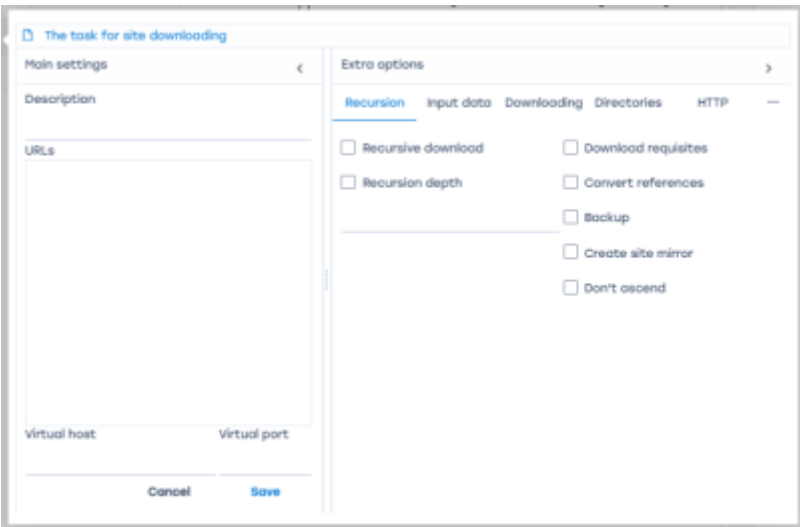 The task for site downloading
Main settings
Description
URLs
Virtual host Virtual port
Cancel Save
Extra options
Recursion Input data Downloading Directories HTTP ...
Recursive download
Recursion depth
Download requisites
Convert references
Backup
Create site mirror
Don't ascend